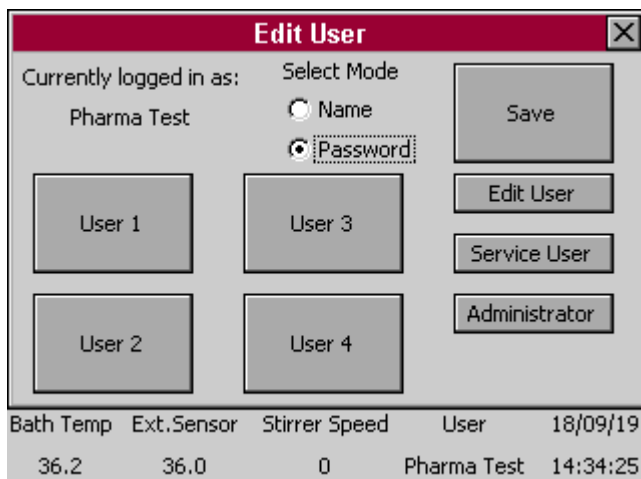 Edit User
Currently logged in as:
Pharma Test
Select Mode
Name
Password
Save
Edit User
Service User
Administrator
User 1
User 3
User 2
User 4
Bath Temp Ext.Sensor Stirrer Speed User 18/09/19
36.2 36.0 0 Pharma Test 14:34:25